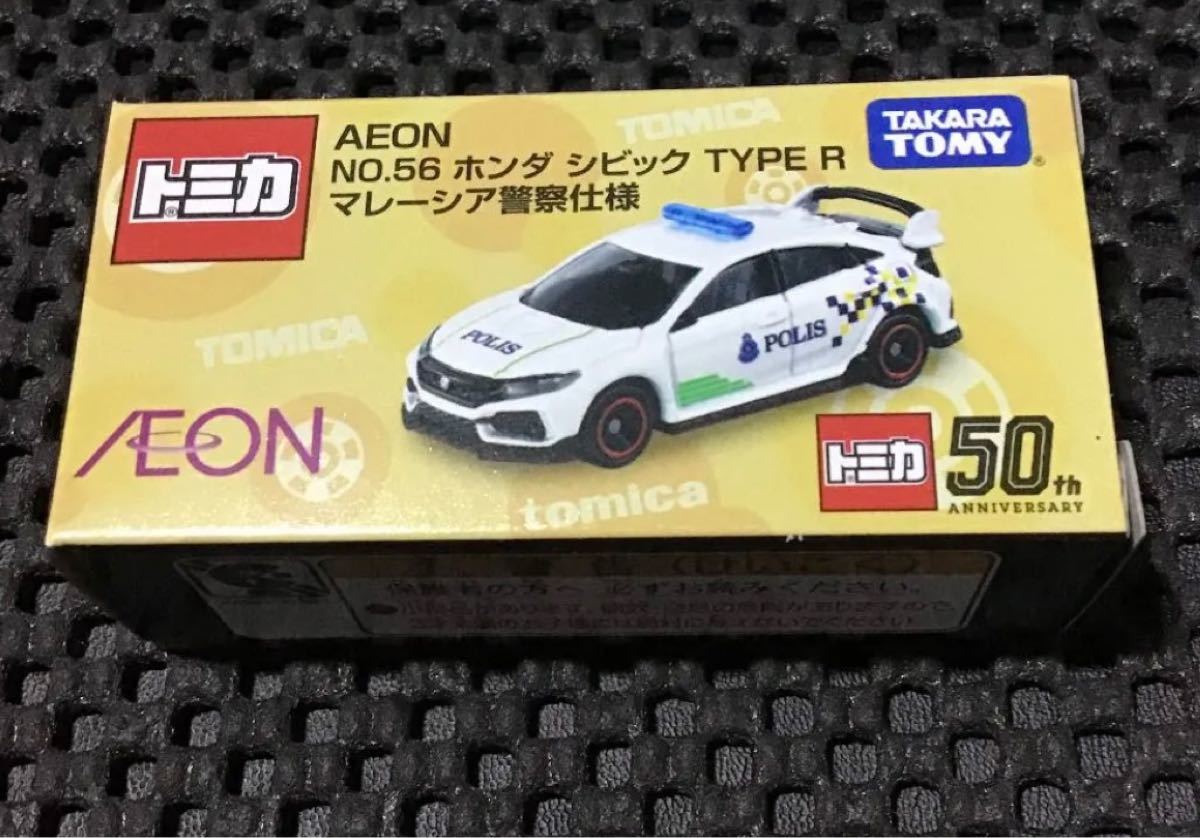 トミカ
AEON
NO.56 ホンダ シビック TYPE R
マレーシア警察仕様
TAKARA
TOMY
TOMICA
TOMICA
POLIS
POLIS
ÆON
tomica
トミカ
50th
ANNIVERSARY
保護者の方へ 必ずお読みください。